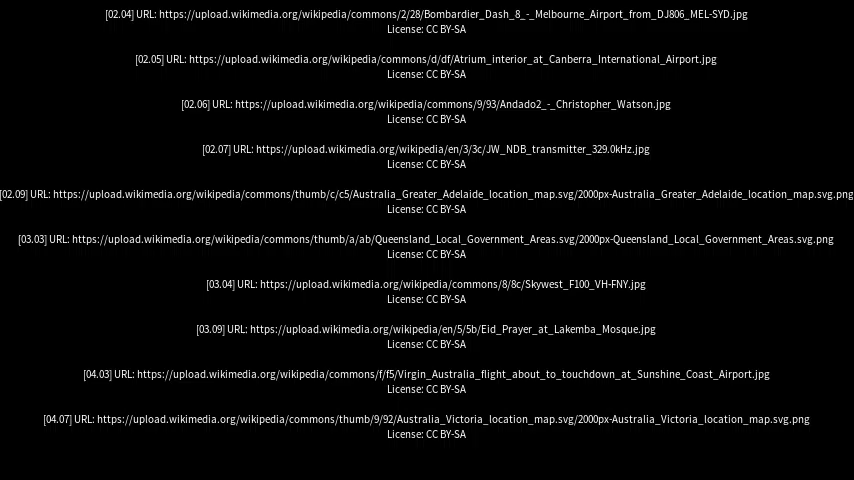 [02.04] URL: https://upload.wikimedia.org/wikipedia/commons/2/28/Bombardier_Dash_8_-_Melbourne_Airport_from_DJ806_MEL-SYD.jpg
License: CC BY-SA
[02.05] URL: https://upload.wikimedia.org/wikipedia/commons/d/df/Atrium_interior_at_Canberra_International_Airport.jpg
License: CC BY-SA
[02.06] URL: https://upload.wikimedia.org/wikipedia/commons/9/93/Andado2_-_Christopher_Watson.jpg
License: CC BY-SA
[02.07] URL: https://upload.wikimedia.org/wikipedia/en/3/3c/JW_NDB_transmitter_329.0kHz.jpg
License: CC BY-SA
[02.09] URL: https://upload.wikimedia.org/wikipedia/commons/thumb/c/c5/Australia_Greater_Adelaide_location_map.svg/2000px-Australia_Greater_Adelaide_location_map.svg.png
License: CC BY-SA
[03.03] URL: https://upload.wikimedia.org/wikipedia/commons/thumb/a/ab/Queensland_Local_Government_Areas.svg/2000px-Queensland_Local_Government_Areas.svg.png
License: CC BY-SA
[03.04] URL: https://upload.wikimedia.org/wikipedia/commons/8/8c/Skywest_F100_VH-FNY.jpg
License: CC BY-SA
[03.09] URL: https://upload.wikimedia.org/wikipedia/en/5/5b/Eid_Prayer_at_Lakemba_Mosque.jpg
License: CC BY-SA
[04.03] URL: https://upload.wikimedia.org/wikipedia/commons/f/f5/Virgin_Australia_flight_about_to_touchdown_at_Sunshine_Coast_Airport.jpg
License: CC BY-SA
[04.07] URL: https://upload.wikimedia.org/wikipedia/commons/thumb/9/92/Australia_Victoria_location_map.svg/2000px-Australia_Victoria_location_map.svg.png
License: CC BY-SA